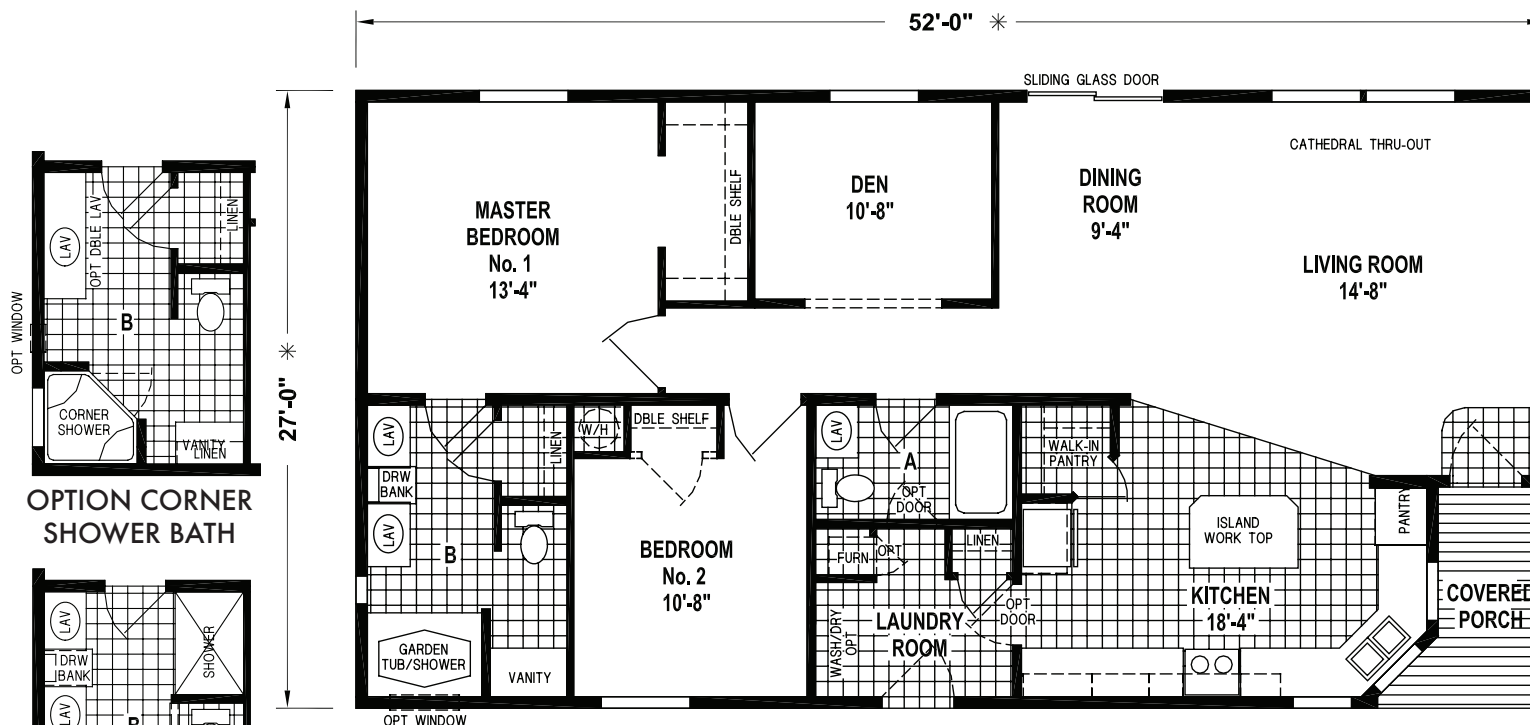 52'-0" ✳
SLIDING GLASS DOOR
CATHEDRAL THRU-OUT
27'-0" ✳
MASTER
BEDROOM
No. 1
13'-4"
DBLE SHELF
DEN
10'-8"
DINING
ROOM
9'-4"
LIVING ROOM
14'-8"
LAV
OPT DBLE LAV
LINEN
OPT WINDOW
B
CORNER
SHOWER
VANITY
LINEN
OPTION CORNER
SHOWER BATH
LAV
DRW
BANK
LAV
SHOWER
B
LAV
DRW
BANK
LAV
LINEN
B
GARDEN
TUB/SHOWER
VANITY
OPT WINDOW
W/H
DBLE SHELF
BEDROOM
No. 2
10'-8"
LAV
A
OPT
DOOR
FURN
OPT
LINEN
WASH/DRY
OPT
LAUNDRY
ROOM
OPT
DOOR
WALK-IN
PANTRY
ISLAND
WORK TOP
PANTRY
KITCHEN
18'-4"
COVERED
PORCH